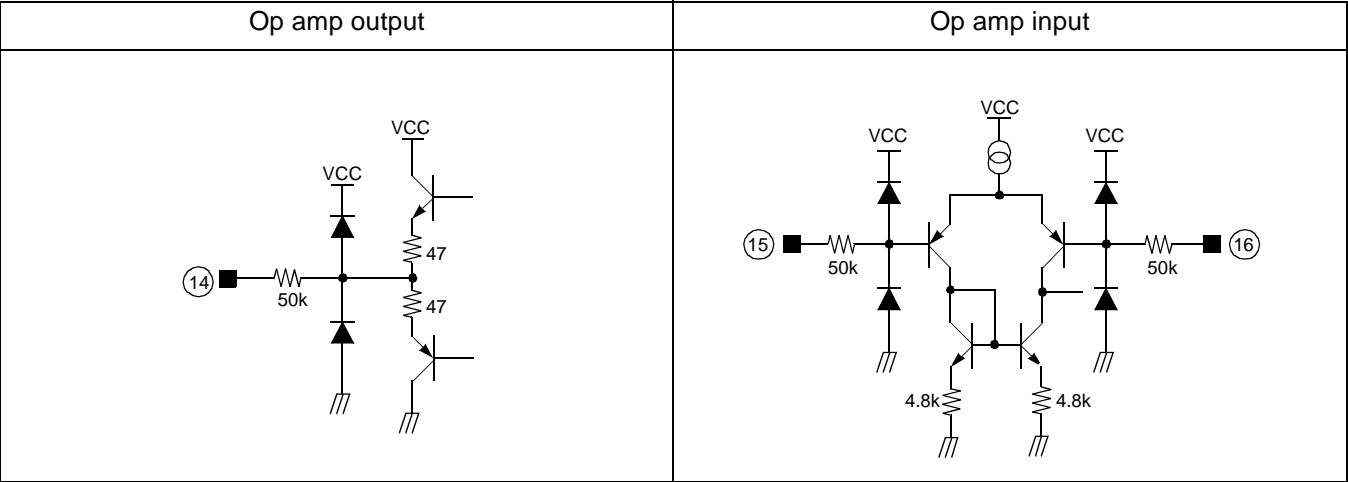 Op amp output
Op amp input
VCC
VCC
47
14
50k
47
VCC
VCC
VCC
15
50k
50k
16
4.8k
4.8k